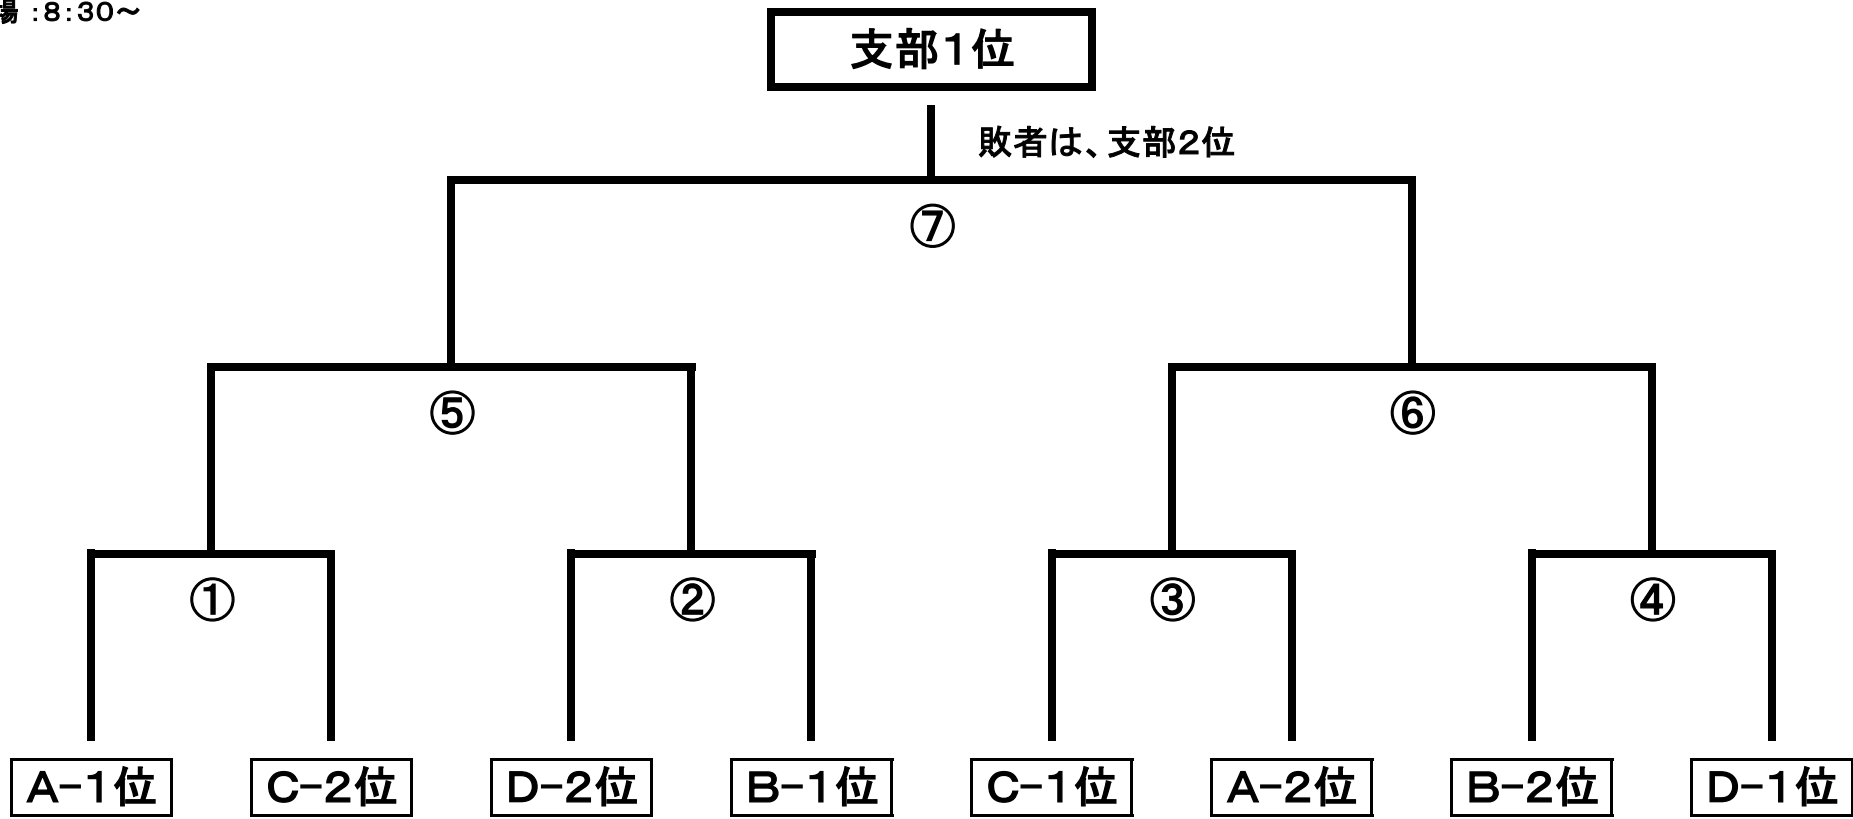 場 :8:30～
支部1位
敗者は、支部2位
⑦
⑤ ⑥
① ② ③ ④
A-1位 C-2位 D-2位 B-1位 C-1位 A-2位 B-2位 D-1位